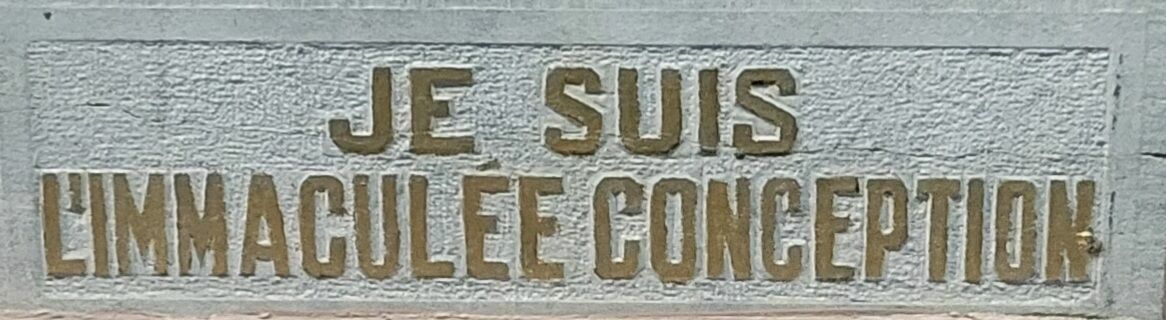 JE SUIS
L'IMMACULÉE CONCEPTION